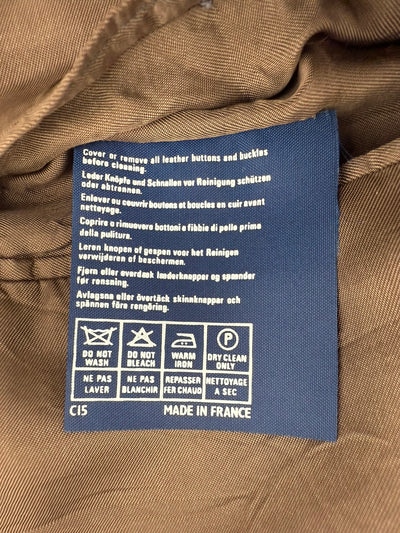 Cover or remove all leather buttons and buckles
before cleaning.
Leder Knöpfe und Schnallen vor Reinigung schützen
oder abtrennen.
Enlever ou couvrir boutons et boucles en cuir avant
nettoyage.
Coprire o rimuovere bottoni e fibbie di pelle prima
della pulitura.
Leren knopen of gespen voor het Reinigen
verwijderen of beschermen.
Fjern eller overdæk læderknapper og spænder
før rensning.
Avlagsna eller övertäck skinnknappar och
spännen före rengöring.
P
DO NOT WASH
DO NOT BLEACH
WARM IRON
DRY CLEAN ONLY
NE PAS LAVER
NE PAS BLANCHIR
REPASSER FER CHAUD
NETTOYAGE A SEC
C15 MADE IN FRANCE